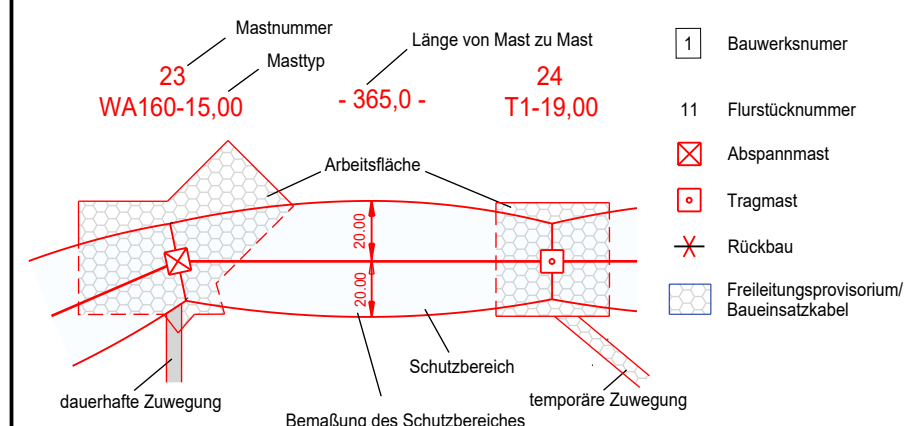 Mastnummer
Masttyp
23
WA160-15,00
Länge von Mast zu Mast
- 365,0 -
24
T1-19,00
Arbeitsfläche
20.00
20.00
Schutzbereich
dauerhafte Zuwegung
Bemaßung des Schutzbereiches
temporäre Zuwegung
1 Bauwerksnumer
11 Flurstücknummer
Abspannmast
Tragmast
Rückbau
Freileitungsprovisorium/
Baueinsatzkabel